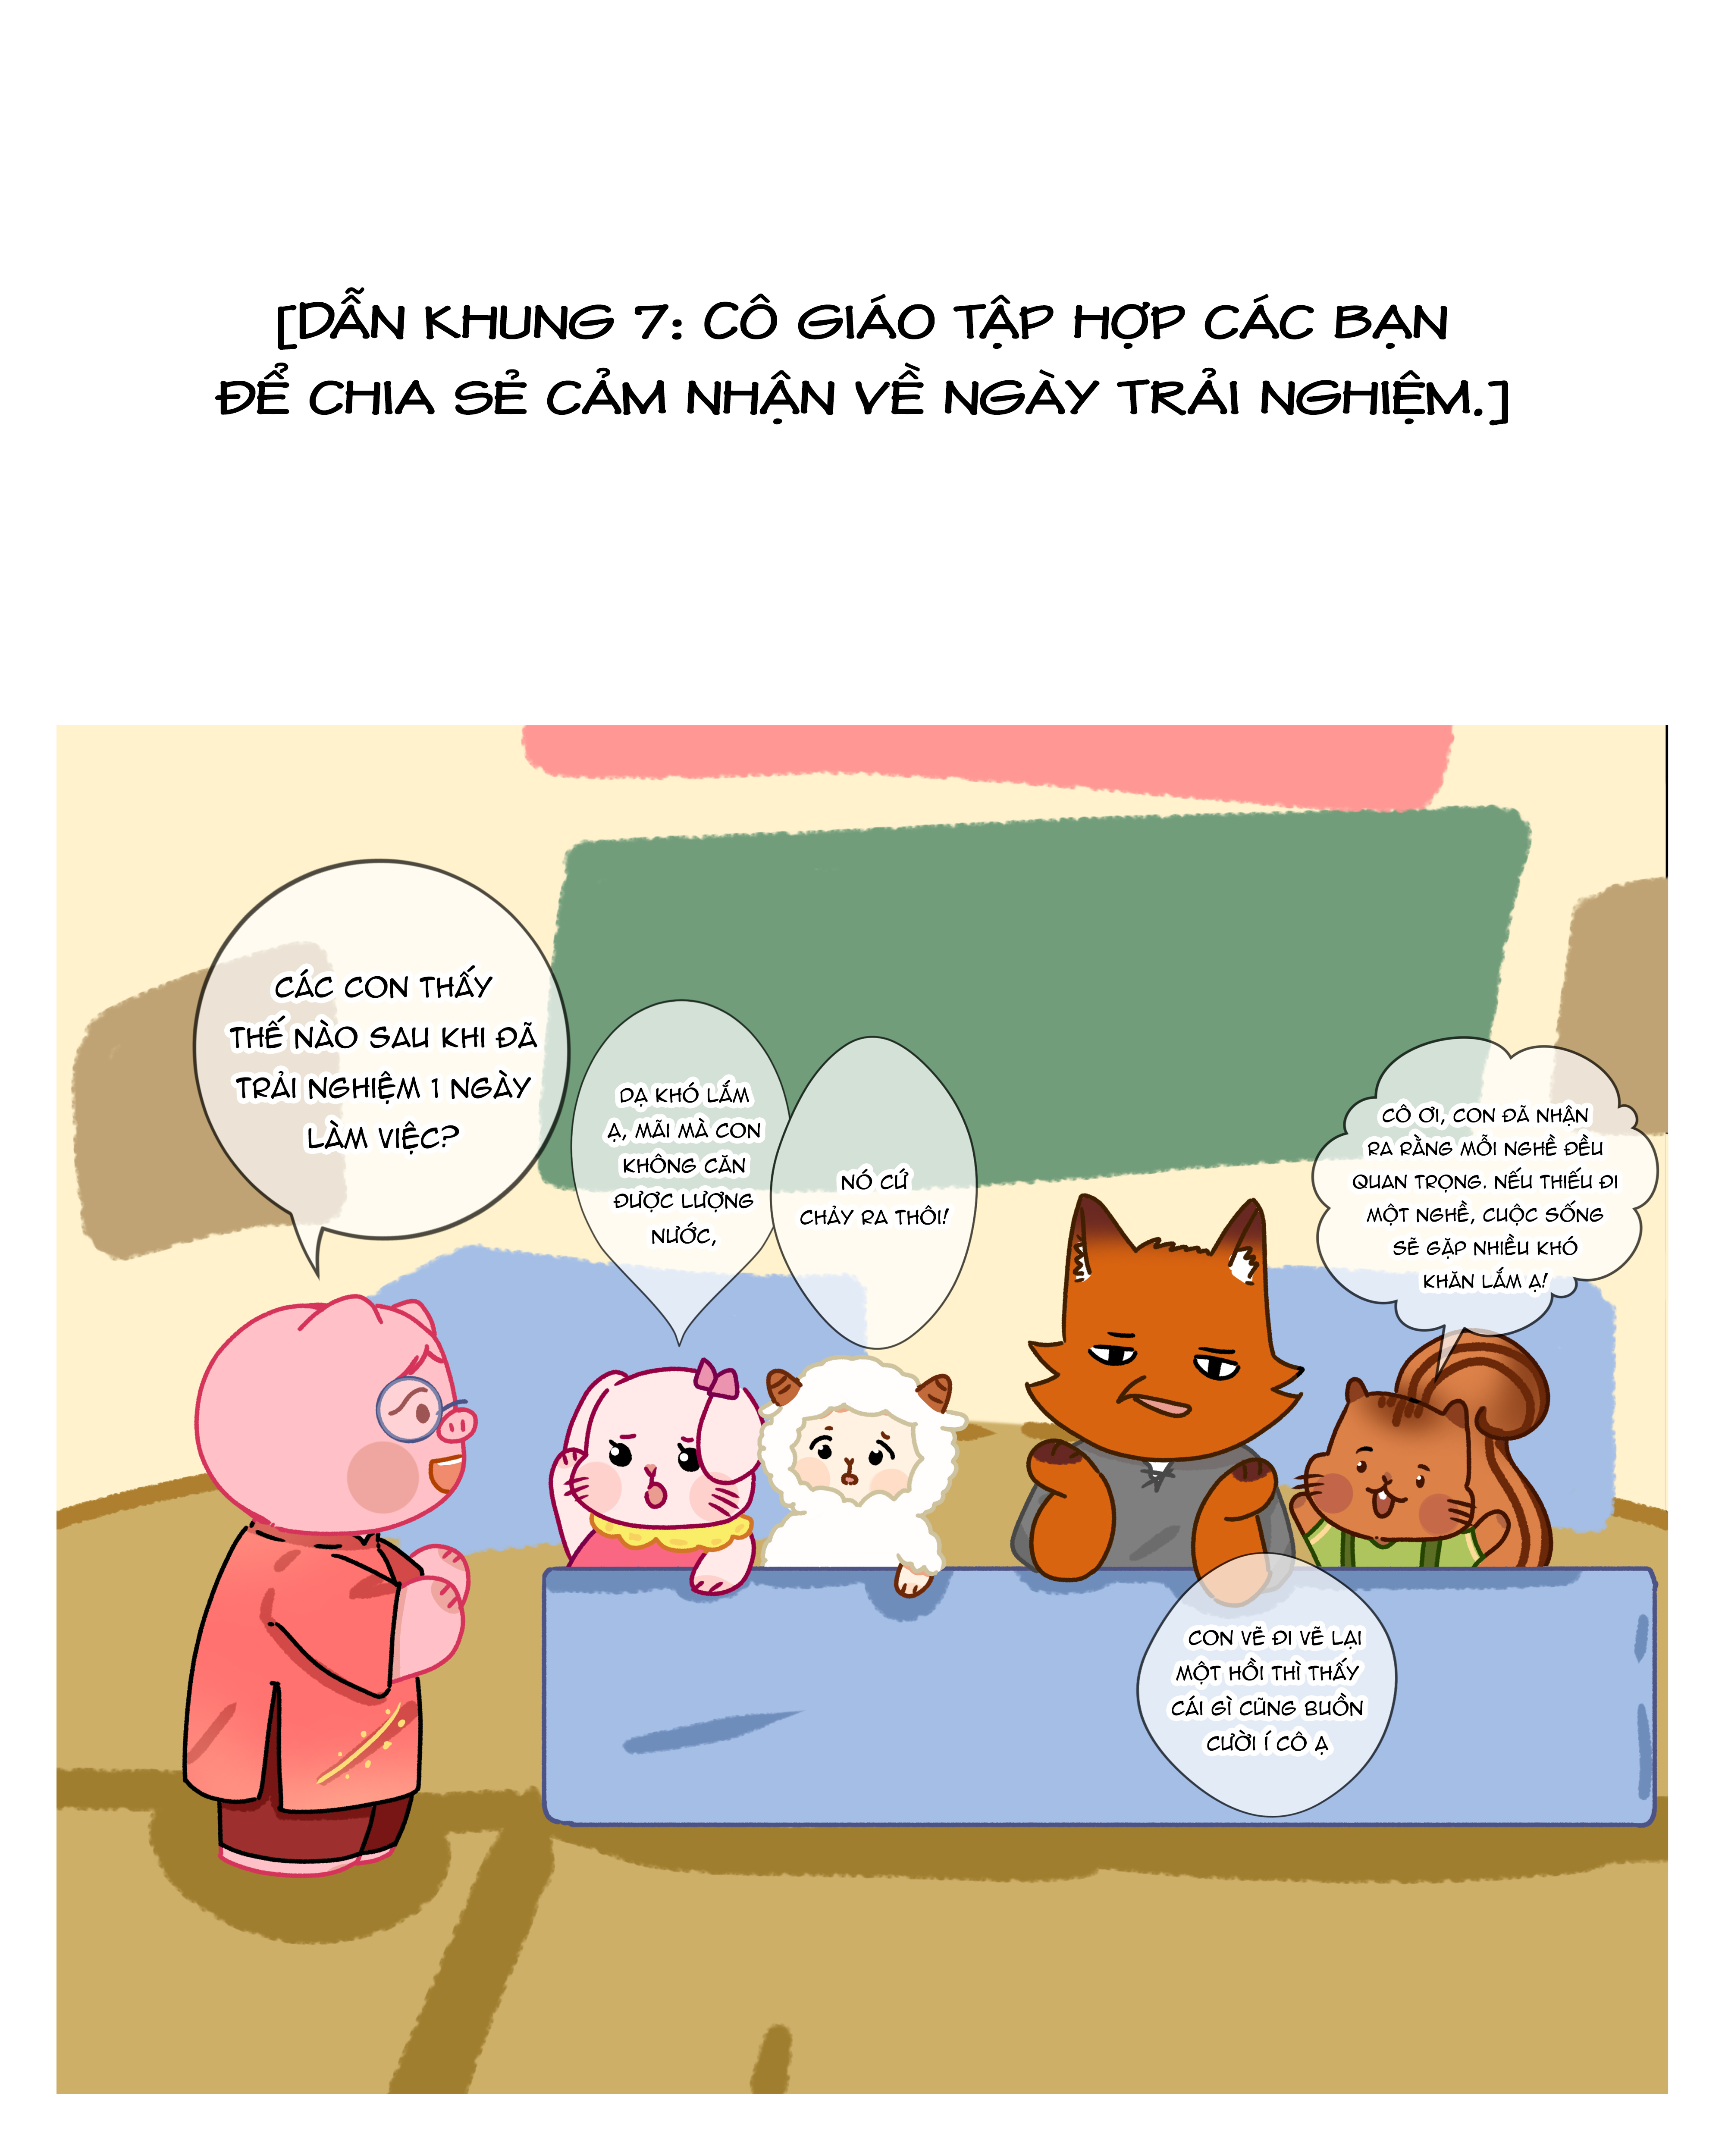 [DẪN KHUNG 7: CÔ GIÁO TẬP HỢP CÁC BẠN
ĐỂ CHIA SẺ CẢM NHẬN VỀ NGÀY TRẢI NGHIỆM.]
CÁC CON THẤY
THẾ NÀO SAU KHI ĐÃ
TRẢI NGHIỆM 1 NGÀY
LÀM VIỆC?
DẠ KHÓ LẮM
Ạ, MÃI MÀ CON
KHÔNG CĂN
ĐƯỢC LƯỢNG
NƯỚC,
NÓ CỨ
CHẢY RA THÔI!
CÔ ƠI, CON ĐÃ NHẬN
RA RẰNG MỖI NGHỀ ĐỀU
QUAN TRỌNG. NẾU THIẾU ĐI
MỘT NGHỀ, CUỘC SỐNG
SẼ GẶP NHIỀU KHÓ
KHĂN LẮM Ạ!
CON VẼ ĐI VẼ LẠI
MỘT HỒI THÌ THẤY
CÁI GÌ CŨNG BUỒN
CƯỜI Í CÔ Ạ